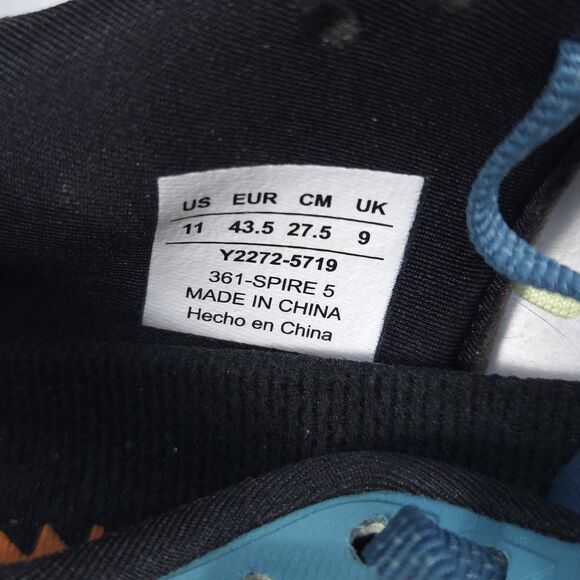 US EUR CM UK
11 43.5 27.5 9
Y2272-5719
361-SPIRE 5
MADE IN CHINA
Hecho en China